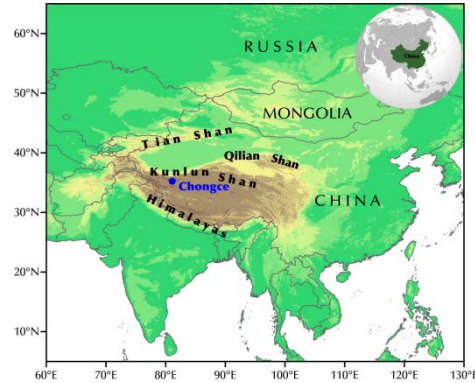 60°N
50°N
40°N
30°N
20°N
10°N
60°E
70°E
80°E
90°E
100°E
110°E
120°E
130°E
RUSSIA
China
MONGOLIA
Tian Shan
Qilian Shan
Kunlun Shan
Chongce
CHINA
Himalayas